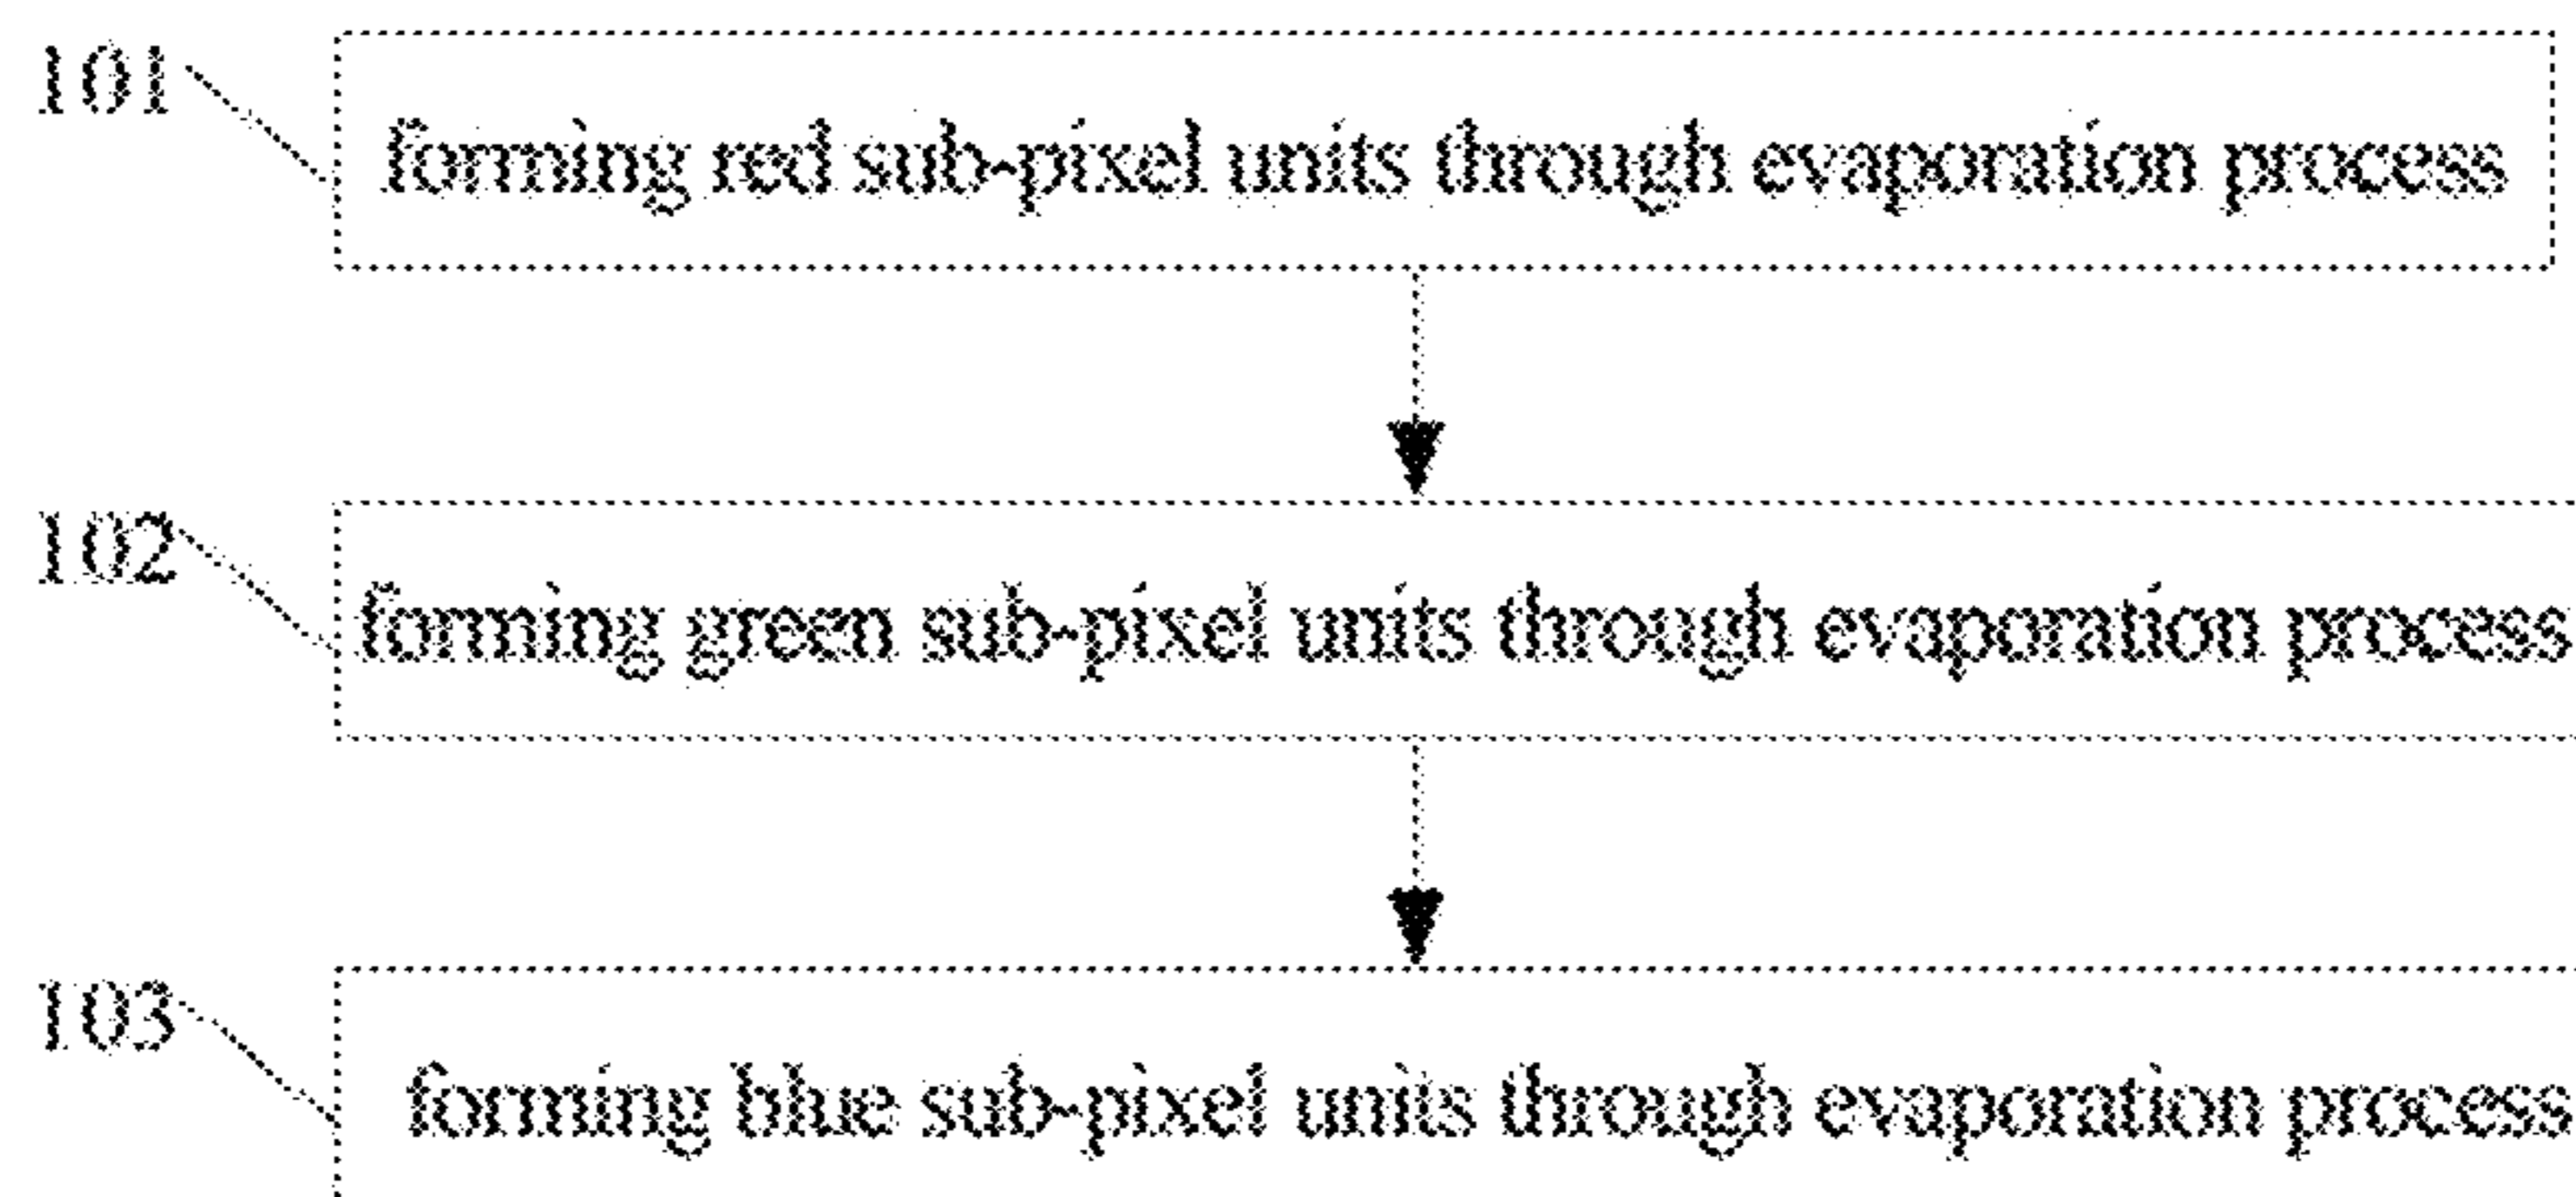 101
forming red sub-pixel units through evaporation process
102
forming green sub-pixel units through evaporation process
103
forming blue sub-pixel units through evaporation process